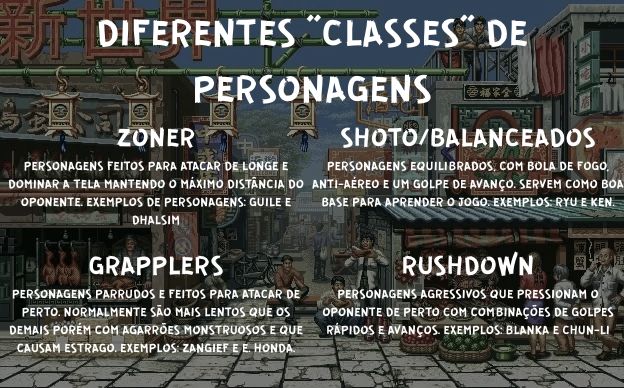 新世界
DIFERENTES "CLASSES" DE
PERSONAGENS
ZONER
PERSONAGENS FEITOS PARA ATACAR DE LONGE E
DOMINAR A TELA MANTENDO O MÁXIMO DISTÂNCIA DO
OPONENTE. EXEMPLOS DE PERSONAGENS: GUILE E
DHALSIM
SHOTO/BALANCEADOS
PERSONAGENS EQUILIBRADOS, COM BOLA DE FOGO,
ANTI-AÉREO E UM GOLPE DE AVANÇO. SERVEM COMO BOA
BASE PARA APRENDER O JOGO. EXEMPLOS: RYU E KEN.
GRAPPLERS
PERSONAGENS PARRUDOS E FEITOS PARA ATACAR DE
PERTO. NORMALMENTE SÃO MAIS LENTOS QUE OS
DEMAIS PORÉM COM AGARRÕES MONSTRUOSOS E QUE
CAUSAM ESTRAGO. EXEMPLOS: ZANGIEF E E. HONDA.
RUSHDOWN
PERSONAGENS AGRESSIVOS QUE PRESSIONAM O
OPONENTE DE PERTO COM COMBINAÇÕES DE GOLPES
RÁPIDOS E AVANÇOS. EXEMPLOS: BLANKA E CHUN-LI